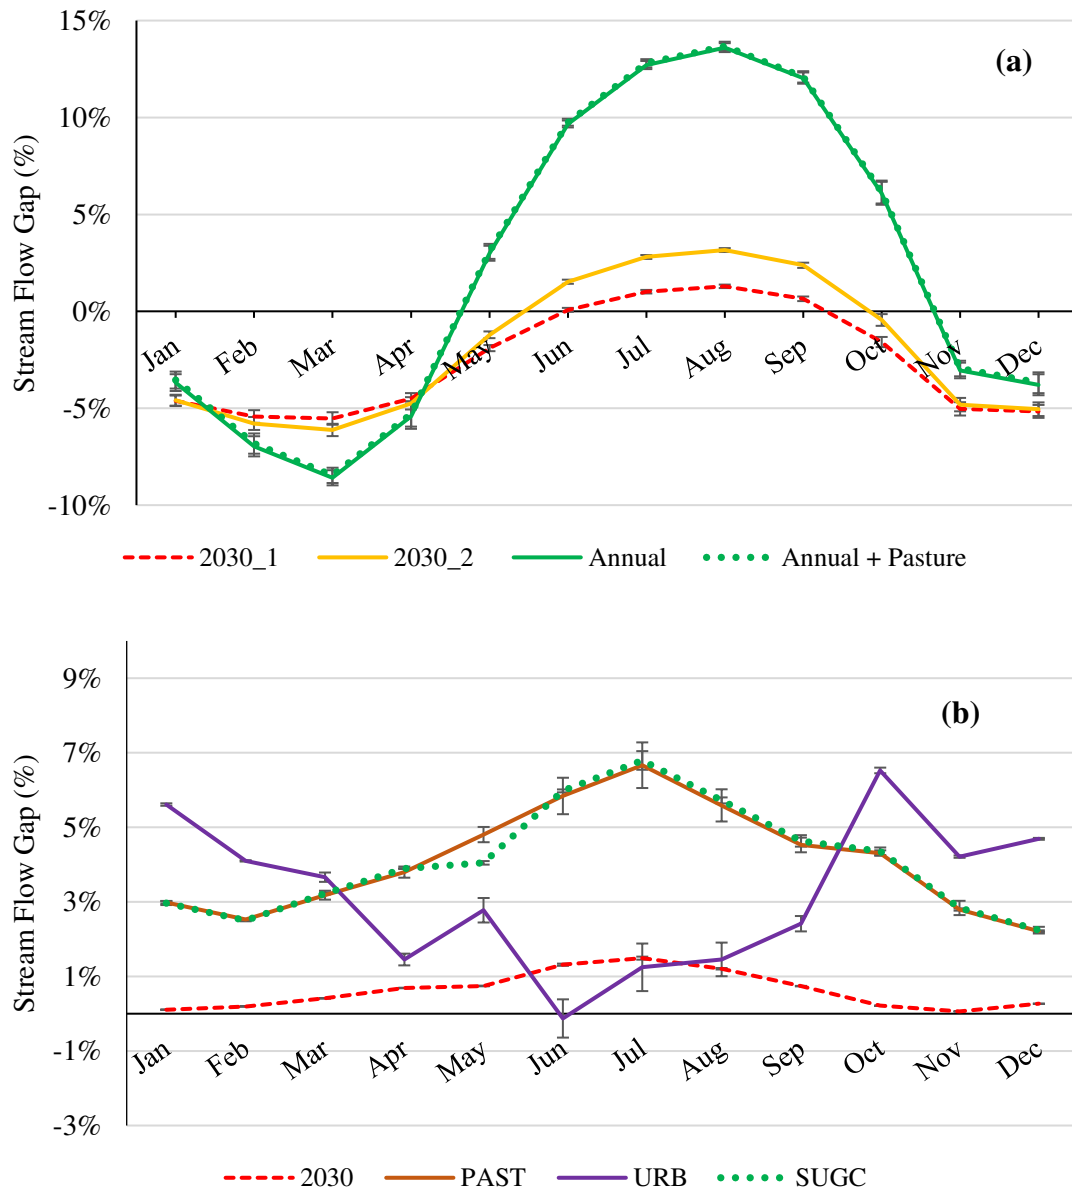 15%
(a)
10%
5%
0%
-5%
-10%
Stream Flow Gap (%)
Jan Feb Mar Apr May Jun Jul Aug Sep Oct Nov Dec
2030_1 2030_2 Annual Annual + Pasture
9%
(b)
7%
5%
3%
1%
-1%
-3%
Stream Flow Gap (%)
Jan Feb Mar Apr May Jun Jul Aug Sep Oct Nov Dec
2030 PAST URB SUGC